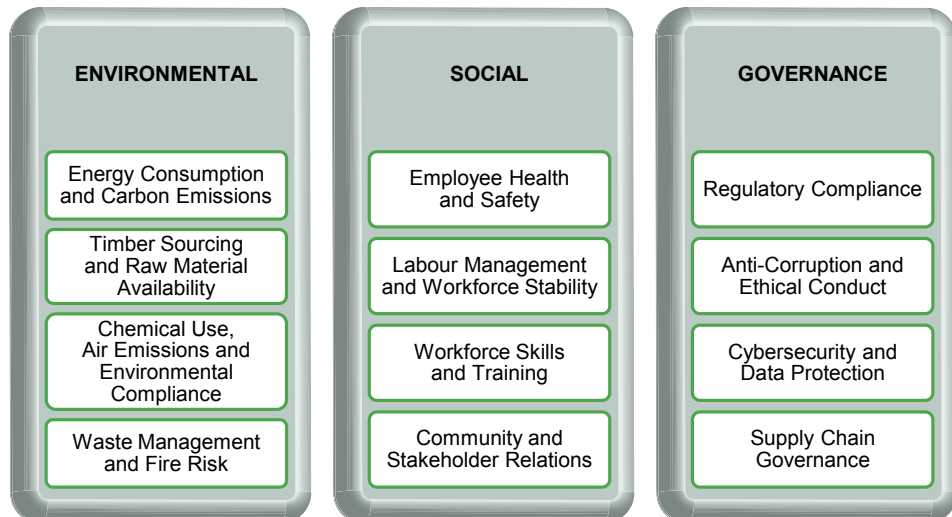 ENVIRONMENTAL
Energy Consumption
and Carbon Emissions
Timber Sourcing
and Raw Material
Availability
Chemical Use,
Air Emissions and
Environmental
Compliance
Waste Management
and Fire Risk
SOCIAL
Employee Health
and Safety
Labour Management
and Workforce Stability
Workforce Skills
and Training
Community and
Stakeholder Relations
GOVERNANCE
Regulatory Compliance
Anti-Corruption and
Ethical Conduct
Cybersecurity and
Data Protection
Supply Chain
Governance